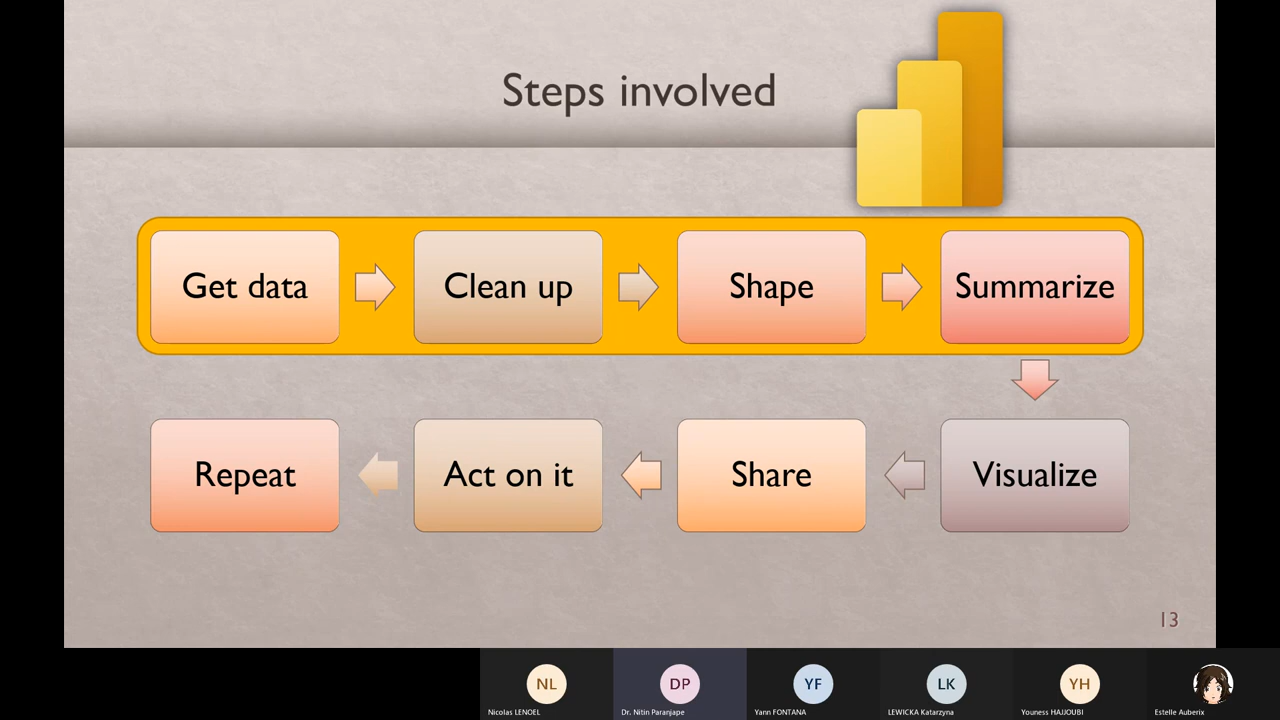 Steps involved
Get data
Clean up
Shape
Summarize
Repeat
Act on it
Share
Visualize
13
NL
DP
YF
LK
YH
Nicolas LENOEL
Dr. Nitin Paranjape
Yann FONTANA
LEWICKA Katarzyna
Youness HAJJOUBI
Estelle Auberix